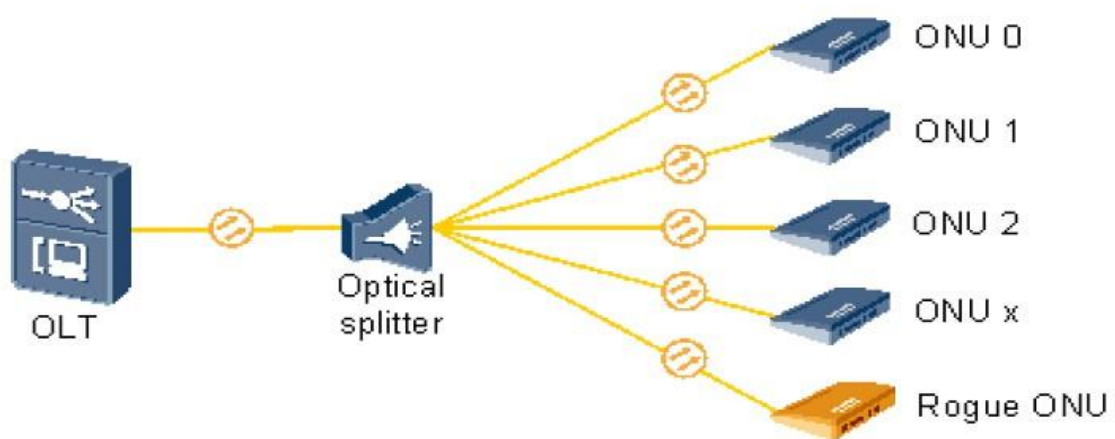 ONU 0
ONU 1
ONU 2
OLT
Optical
splitter
ONU x
Rogue ONU